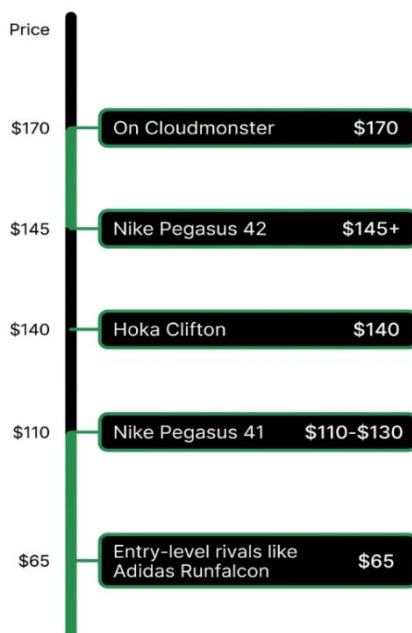 Price
$170
On Cloudmonster $170
$145
Nike Pegasus 42 $145+
$140
Hoka Clifton $140
$110
Nike Pegasus 41 $110-$130
$65
Entry-level rivals like
Adidas Runfalcon
$65